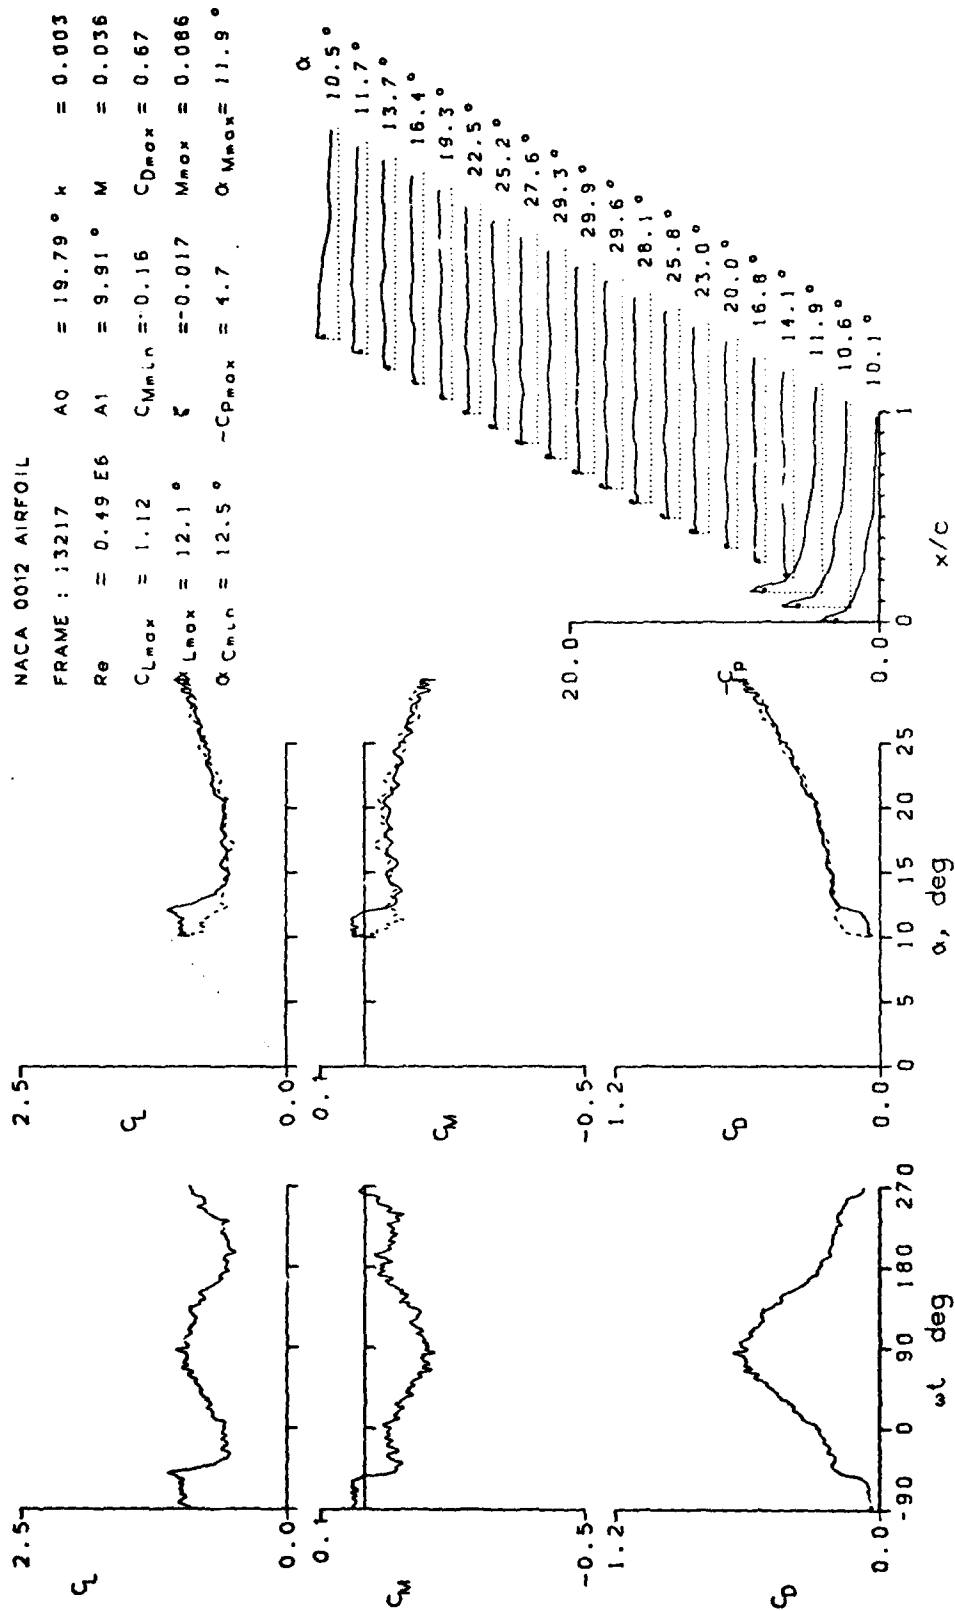 NACA 0012 AIRFOIL
FRAME : 13217 A0 = 19.79° k = 0.003
Re = 0.49 E6 A1 = 9.91° M = 0.036
CLmax = 1.12 CMmin =-0.16 CDmax = 0.67
αLmax = 12.1° ζ =-0.017 Mmax = 0.086
αCmin = 12.5° -Cpmax = 4.7 αMmax= 11.9°
2.5
CL
0.0
0.1
CM
-0.5
1.2
CD
0.0
-90 0 90 180 270
ωt deg
2.5
CL
0.0
0.1
CM
-0.5
1.2
CD
0.0
0 5 10 15 20 25
α, deg
20.0
-Cp
0.0
0 1
x/c
α
10.5°
11.7°
13.7°
16.4°
19.3°
22.5°
25.2°
27.6°
29.3°
29.9°
29.6°
28.1°
25.8°
23.0°
20.0°
16.8°
14.1°
11.9°
10.6°
10.1°